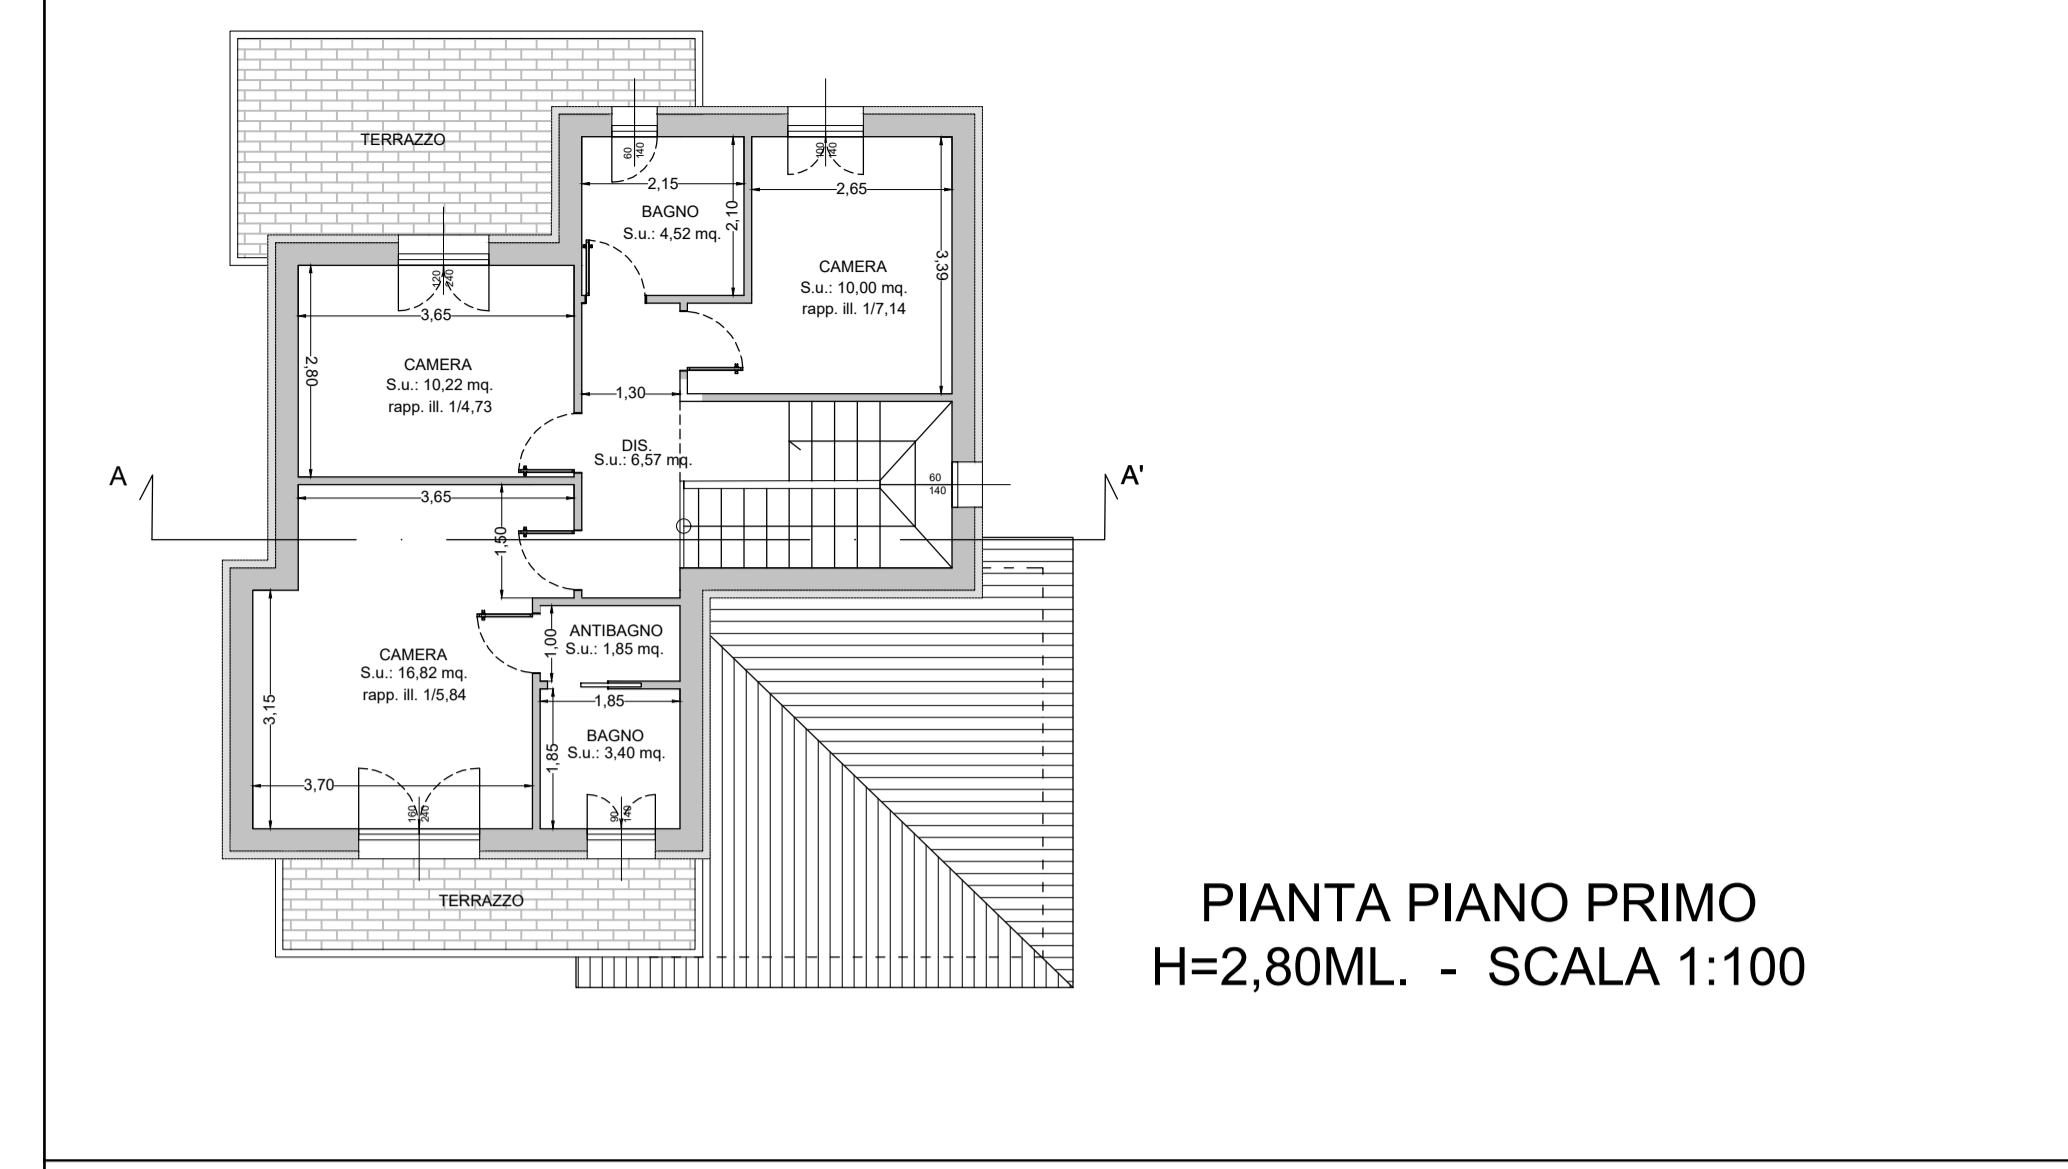 TERRAZZO
60
140
100
140
2,15
2,65
BAGNO
S.u.: 4,52 mq.
2,10
3,39
CAMERA
S.u.: 10,00 mq.
rapp. ill. 1/7,14
120
240
3,65
2,80
CAMERA
S.u.: 10,22 mq.
rapp. ill. 1/4,73
1,30
DIS.
S.u.: 6,57 mq.
A
A'
60
140
3,65
1,50
ANTIBAGNO
S.u.: 1,85 mq.
1,00
CAMERA
S.u.: 16,82 mq.
rapp. ill. 1/5,84
3,15
1,85
BAGNO
S.u.: 3,40 mq.
1,85
3,70
160
240
90
140
TERRAZZO
PIANTA PIANO PRIMO
H=2,80ML. - SCALA 1:100